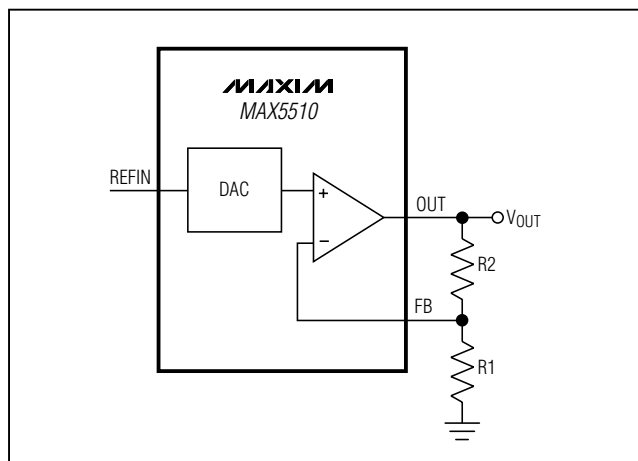 MAXIM
MAX5510
REFIN
DAC
+
−
OUT
VOUT
R2
FB
R1